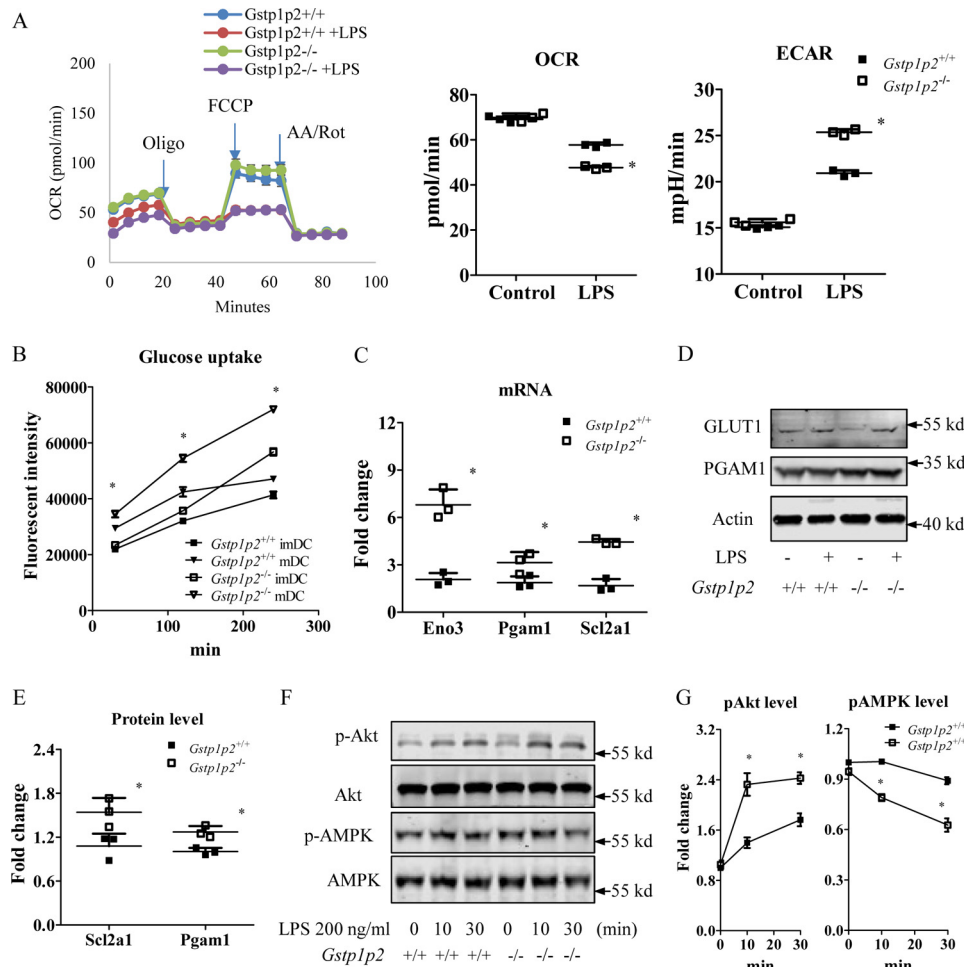 A
Gstp1p2+/+
Gstp1p2+/+ +LPS
Gstp1p2-/-
Gstp1p2-/- +LPS
OCR (pmol/min)
200
150
100
50
0
Oligo
FCCP
AA/Rot
0 20 40 60 80 100
Minutes
OCR
pmol/min
80
60
40
20
0
*
Control LPS
ECAR
Gstp1p2+/+
Gstp1p2-/-
mpH/min
30
25
20
15
10
*
Control LPS
B
Glucose uptake
Fluorescent intensity
80000
60000
40000
20000
0
* * *
Gstp1p2+/+ imDC
Gstp1p2+/+ mDC
Gstp1p2-/- imDC
Gstp1p2-/- mDC
0 100 200 300
min
C
mRNA
Gstp1p2+/+
Gstp1p2-/-
Fold change
12
9
6
3
0
* * *
Eno3 Pgam1 Scl2a1
D
GLUT1 55 kd
PGAM1 35 kd
Actin 40 kd
LPS - + - +
Gstp1p2 +/+ +/+ -/- -/-
E
Protein level
Gstp1p2+/+
Gstp1p2-/-
Fold change
2.4
1.8
1.2
0.6
0.0
* *
Scl2a1 Pgam1
F
p-Akt 55 kd
Akt
p-AMPK 55 kd
AMPK 55 kd
LPS 200 ng/ml 0 10 30 0 10 30 (min)
Gstp1p2 +/+ +/+ +/+ -/- -/- -/-
G
pAkt level
Fold change
3.0
2.4
1.8
1.2
0.6
* *
0 10 20 30
min
pAMPK level
Gstp1p2+/+
Gstp1p2+/+
1.2
0.9
0.6
0.3
0.0
* *
0 10 20 30
min